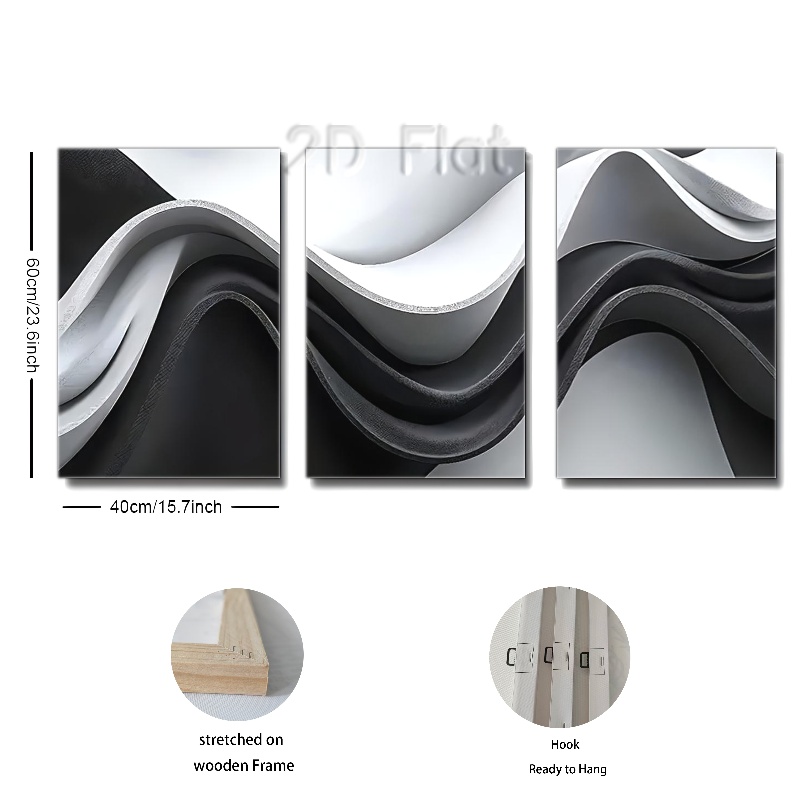 2D Flat
60cm/23.6inch
40cm/15.7inch
stretched on
wooden Frame
Hook
Ready to Hang